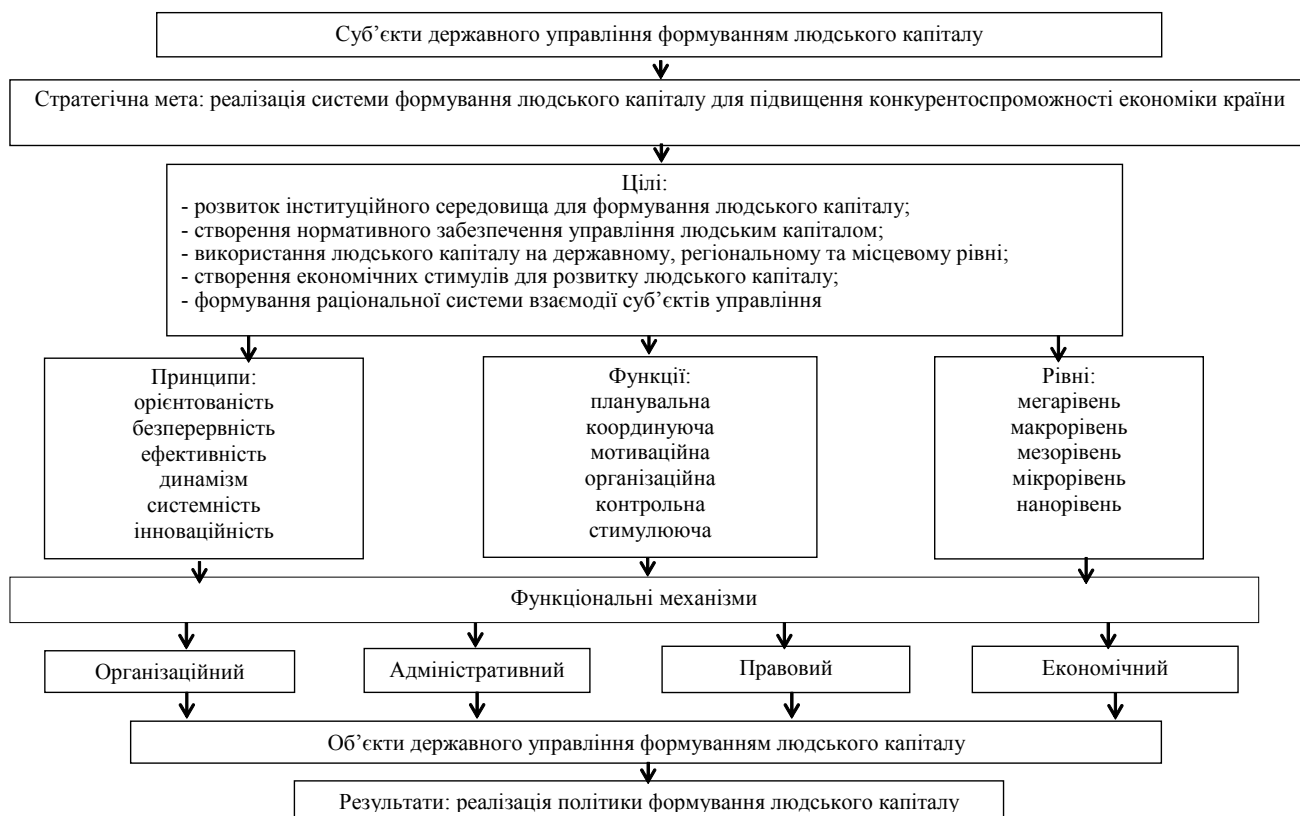 Суб’єкти державного управління формуванням людського капіталу
Стратегічна мета: реалізація системи формування людського капіталу для підвищення конкурентоспроможності економіки країни
Цілі:
- розвиток інституційного середовища для формування людського капіталу;
- створення нормативного забезпечення управління людським капіталом;
- використання людського капіталу на державному, регіональному та місцевому рівні;
- створення економічних стимулів для розвитку людського капіталу;
- формування раціональної системи взаємодії суб’єктів управління
Принципи:
орієнтованість
безперервність
ефективність
динамізм
системність
інноваційність
Функції:
планувальна
координуюча
мотиваційна
організаційна
контрольна
стимулююча
Рівні:
мегарівень
макрорівень
мезорівень
мікрорівень
нанорівень
Функціональні механізми
Організаційний
Адміністративний
Правовий
Економічний
Об’єкти державного управління формуванням людського капіталу
Результати: реалізація політики формування людського капіталу